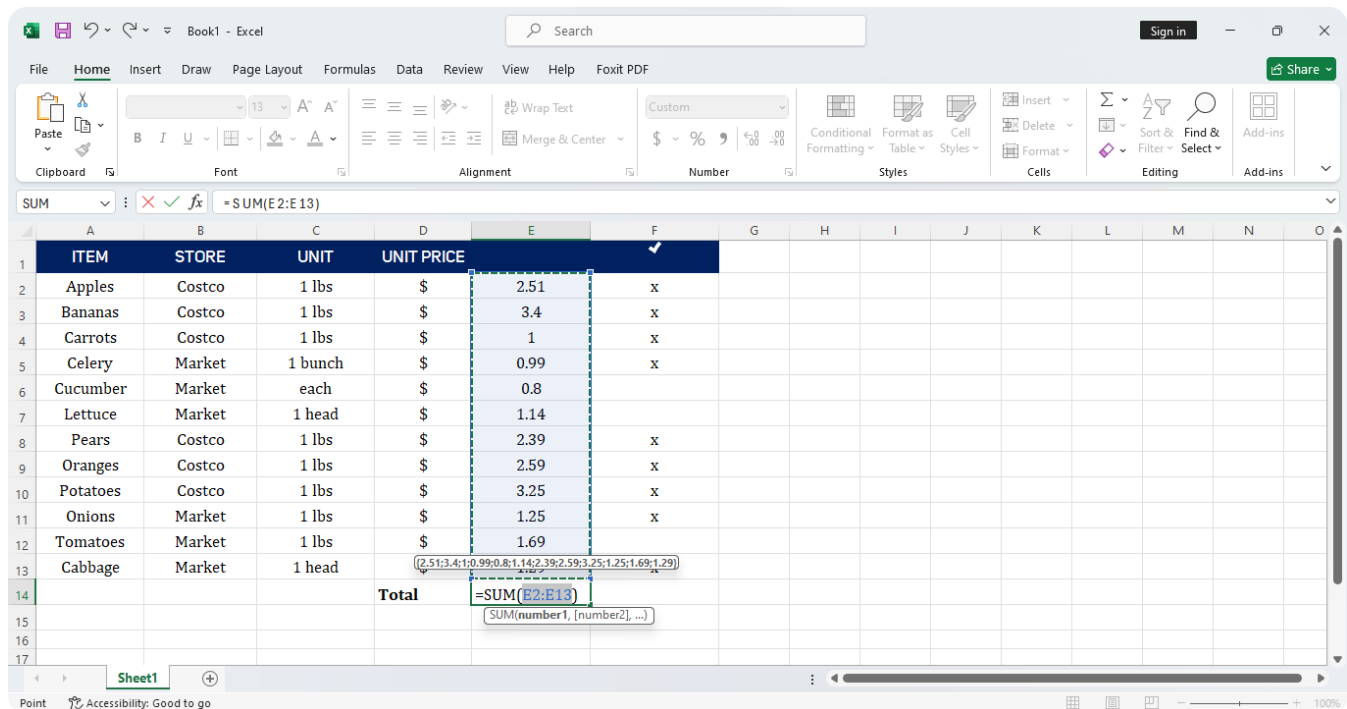 Book1 - Excel
Search
Sign in
File Home Insert Draw Page Layout Formulas Data Review View Help Foxit PDF
Share
Paste
Clipboard
13 A^ A˅
B I U A
Font
Wrap Text
Merge & Center
Alignment
Custom
$ % 9
Number
Conditional Formatting
Format as Table
Cell Styles
Styles
Insert
Delete
Format
Cells
Sort & Filter
Find & Select
Editing
Add-ins
Add-ins
SUM fx =SUM(E2:E13)
A B C D E F G H I J K L M N O
1 ITEM STORE UNIT UNIT PRICE ✓
2 Apples Costco 1 lbs $ 2.51 x
3 Bananas Costco 1 lbs $ 3.4 x
4 Carrots Costco 1 lbs $ 1 x
5 Celery Market 1 bunch $ 0.99 x
6 Cucumber Market each $ 0.8
7 Lettuce Market 1 head $ 1.14
8 Pears Costco 1 lbs $ 2.39 x
9 Oranges Costco 1 lbs $ 2.59 x
10 Potatoes Costco 1 lbs $ 3.25 x
11 Onions Market 1 lbs $ 1.25 x
12 Tomatoes Market 1 lbs $ 1.69
{2.51;3.4;1;0.99;0.8;1.14;2.39;2.59;3.25;1.25;1.69;1.29}
13 Cabbage Market 1 head
14 Total =SUM(E2:E13)
15 SUM(number1, [number2], ...)
16
17
Sheet1
Point Accessibility: Good to go 100%